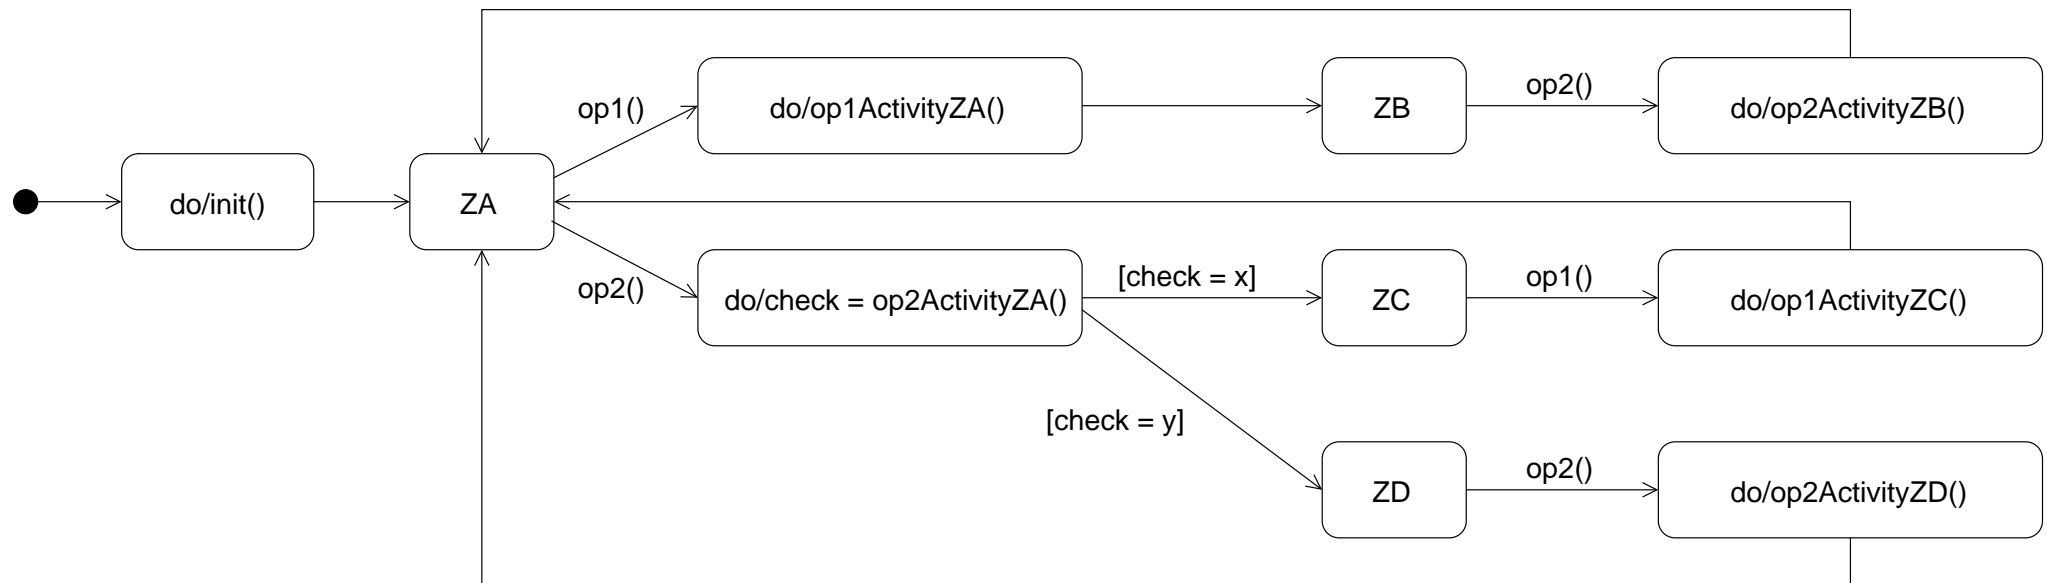 op1()
do/op1ActivityZA()
ZB
op2()
do/op2ActivityZB()
do/init()
ZA
op2()
do/check = op2ActivityZA()
[check = x]
ZC
op1()
do/op1ActivityZC()
[check = y]
ZD
op2()
do/op2ActivityZD()